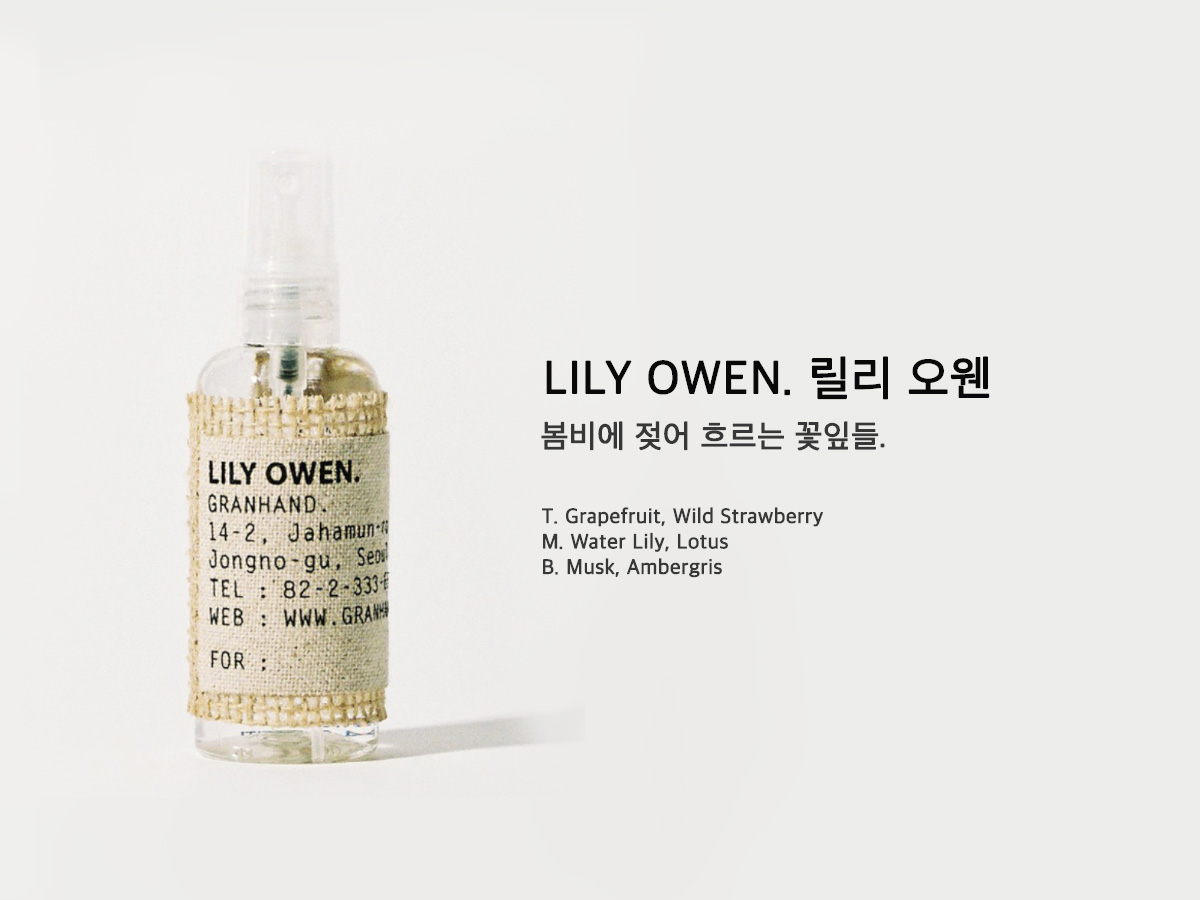 LILY OWEN. 릴리 오웬
봄비에 젖어 흐르는 꽃잎들.
T. Grapefruit, Wild Strawberry
M. Water Lily, Lotus
B. Musk, Ambergris
LILY OWEN.
GRANHAND.
14-2, Jahamun-
Jongno-gu, Seoul
TEL : 82-2-333-
WEB : WWW.GRANH
FOR :